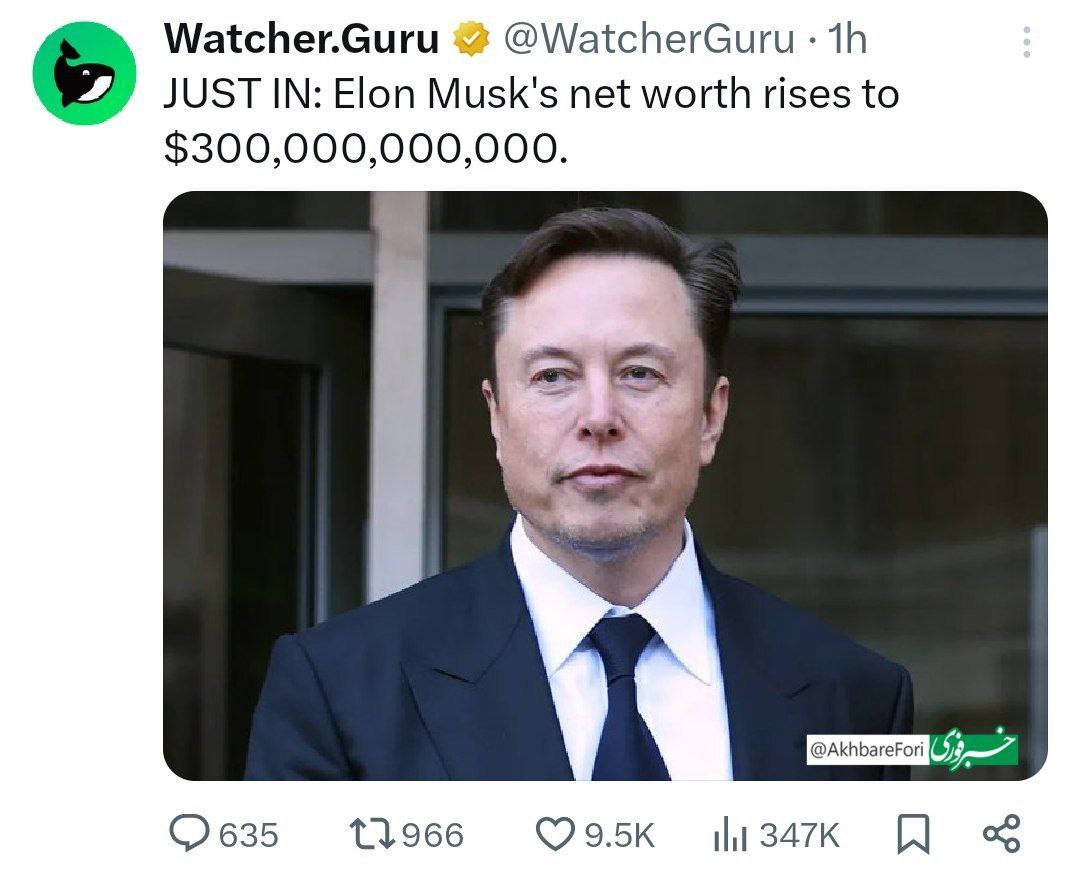 Watcher.Guru @WatcherGuru · 1h
JUST IN: Elon Musk's net worth rises to
$300,000,000,000.
@AkhbareFori خبرفوری
635 966 9.5K 347K